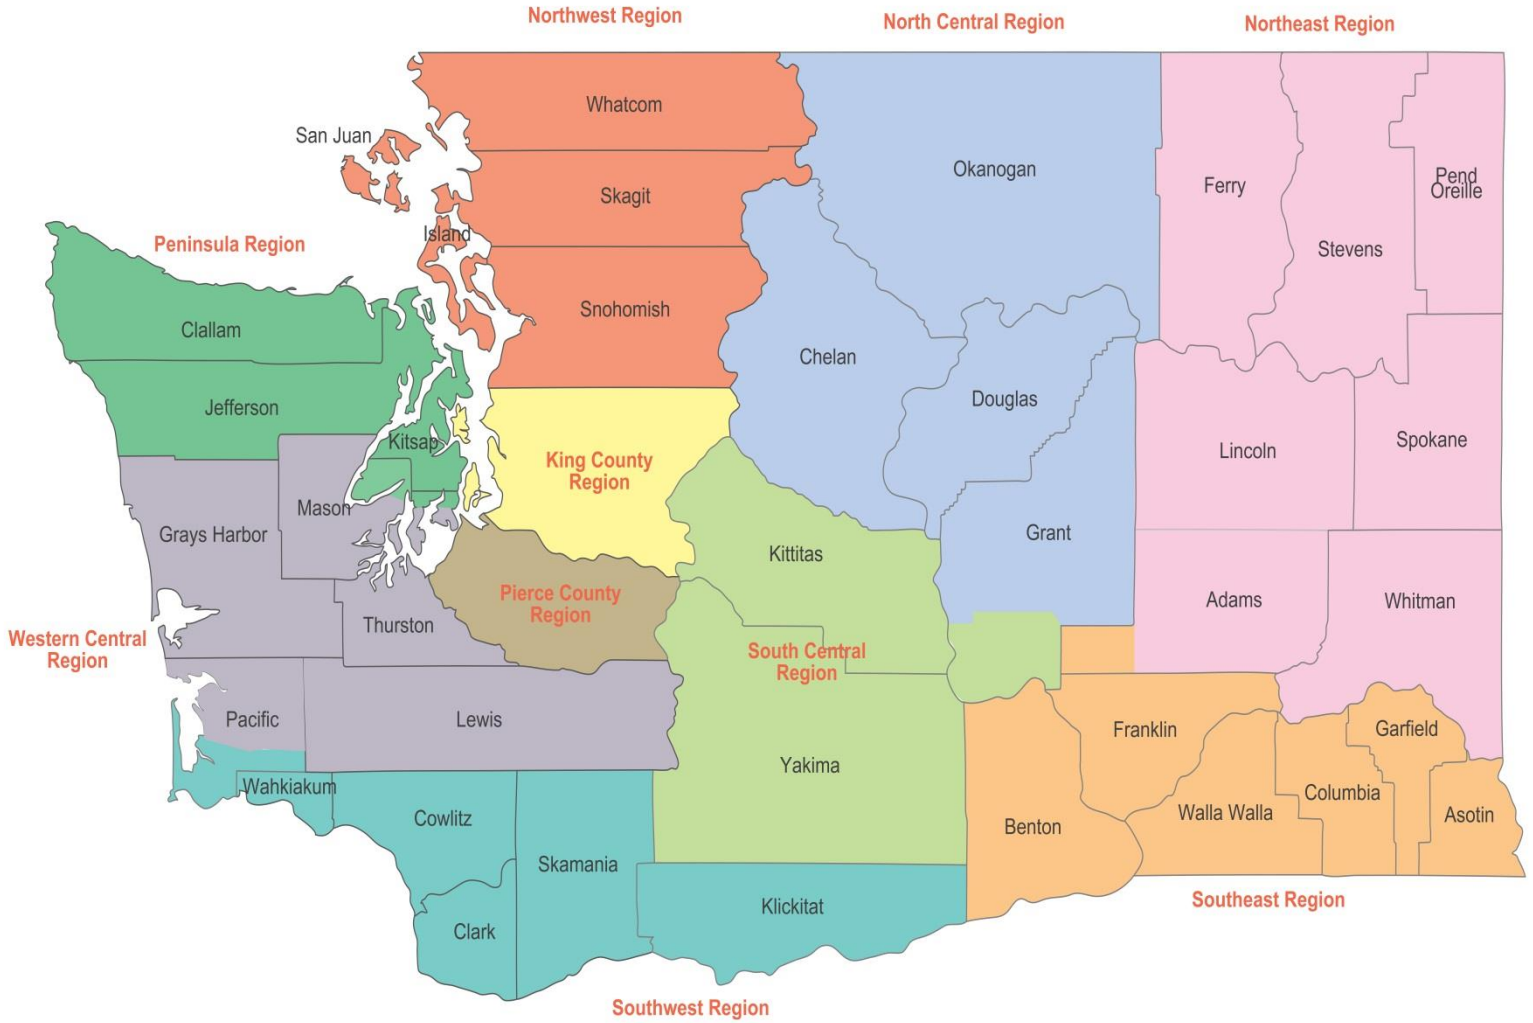 Northwest Region
North Central Region
Northeast Region
Whatcom
San Juan
Okanogan
Skagit
Ferry
Pend
Oreille
Island
Peninsula Region
Stevens
Snohomish
Clallam
Chelan
Douglas
Jefferson
Kitsap
Spokane
Lincoln
King County
Region
Mason
Grays Harbor
Grant
Kittitas
Pierce County
Region
Adams
Whitman
Thurston
Western Central
Region
South Central
Region
Pacific
Lewis
Franklin
Garfield
Yakima
Wahkiakum
Columbia
Cowlitz
Benton
Walla Walla
Asotin
Skamania
Klickitat
Southeast Region
Clark
Southwest Region